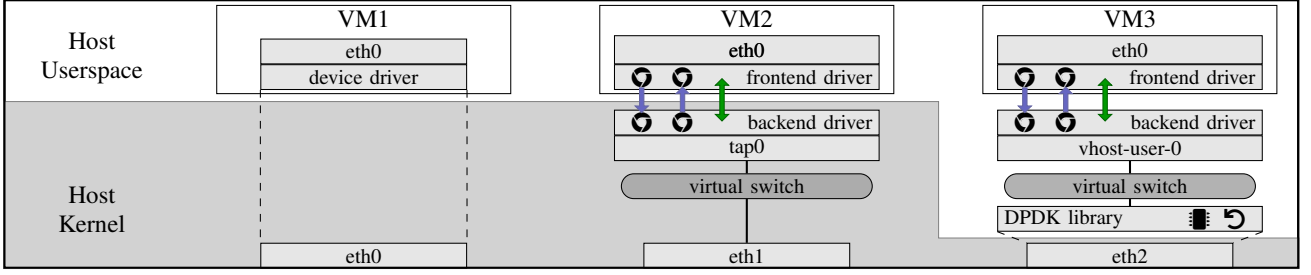 Host
Userspace
VM1
eth0
device driver
VM2
eth0
frontend driver
backend driver
tap0
virtual switch
VM3
eth0
frontend driver
backend driver
vhost-user-0
virtual switch
DPDK library
Host
Kernel
eth0
eth1
eth2